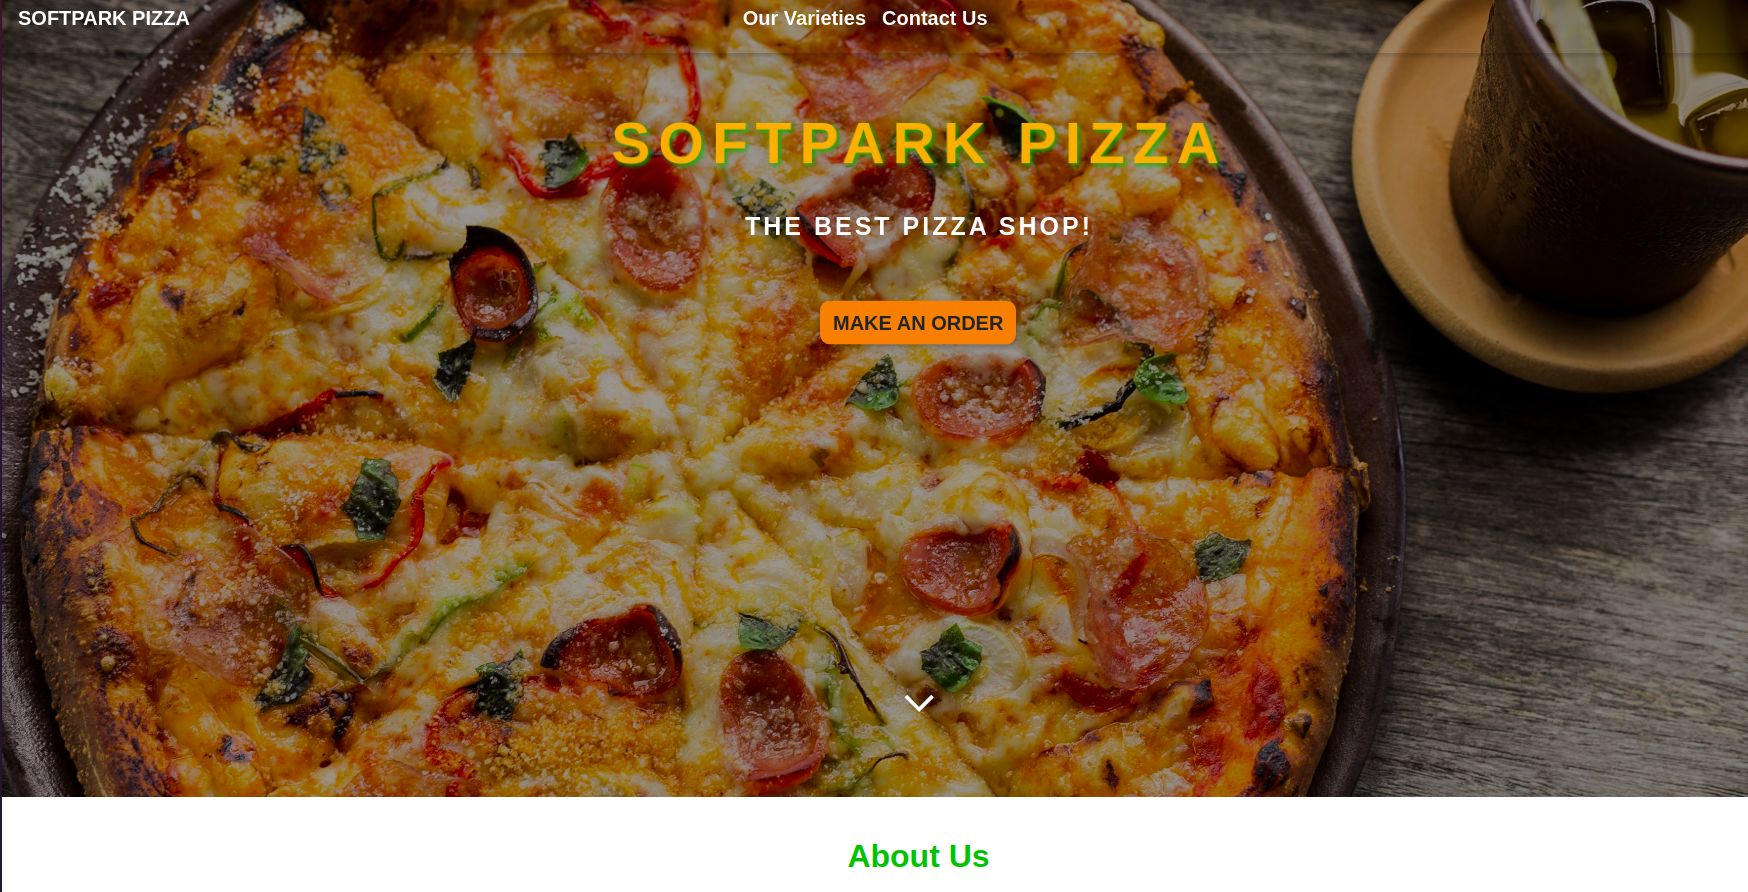 SOFTPARK PIZZA
Our Varieties Contact Us
SOFTPARK PIZZA
THE BEST PIZZA SHOP!
MAKE AN ORDER
About Us